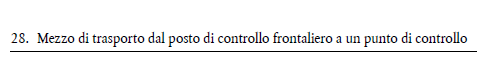 28. Mezzo di trasporto dal posto di controllo frontaliero a un punto di controllo